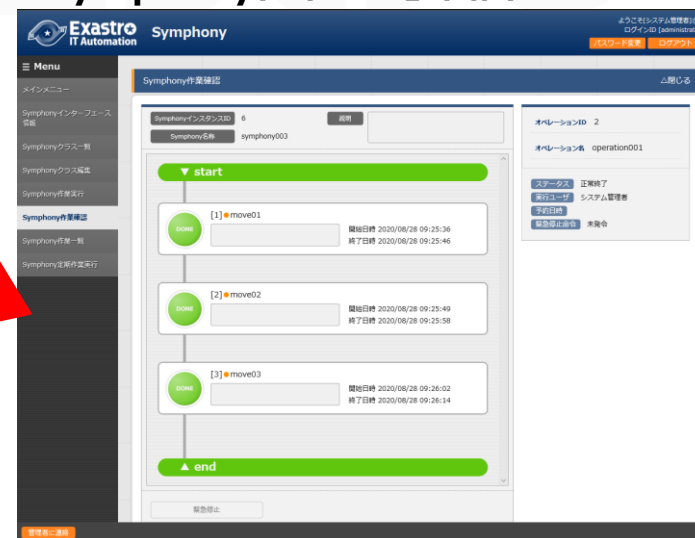 Exastro
IT Automation
Symphony
ようこそ[システム管理者]
ログインID [administrat
パスワード変更
ログアウト
Menu
メインメニュー
Symphonyインターフェース
情報
Symphonyクラス一覧
Symphonyクラス編集
Symphony作業実行
Symphony作業確認
Symphony作業一覧
Symphony定期作業実行
Symphony作業確認
△閉じる
SymphonyインスタンスID 6
説明
Symphony名称 symphony003
▼ start
[1]●move01
DONE
開始日時 2020/08/28 09:25:36
終了日時 2020/08/28 09:25:46
[2]●move02
DONE
開始日時 2020/08/28 09:25:49
終了日時 2020/08/28 09:25:58
[3]●move03
DONE
開始日時 2020/08/28 09:26:02
終了日時 2020/08/28 09:26:14
▲ end
緊急停止
オペレーションID 2
オペレーション名 operation001
ステータス 正常終了
実行ユーザ システム管理者
予約日時
緊急停止命令 未発令
管理者に連絡